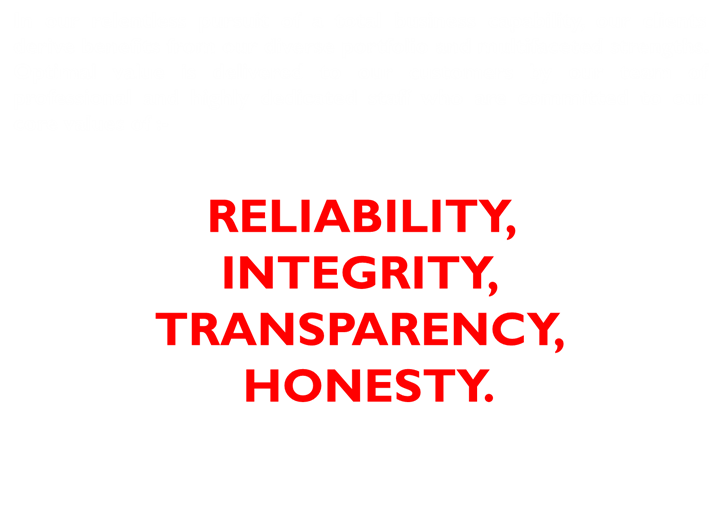 RELIABILITY,
INTEGRITY,
TRANSPARENCY,
HONESTY.